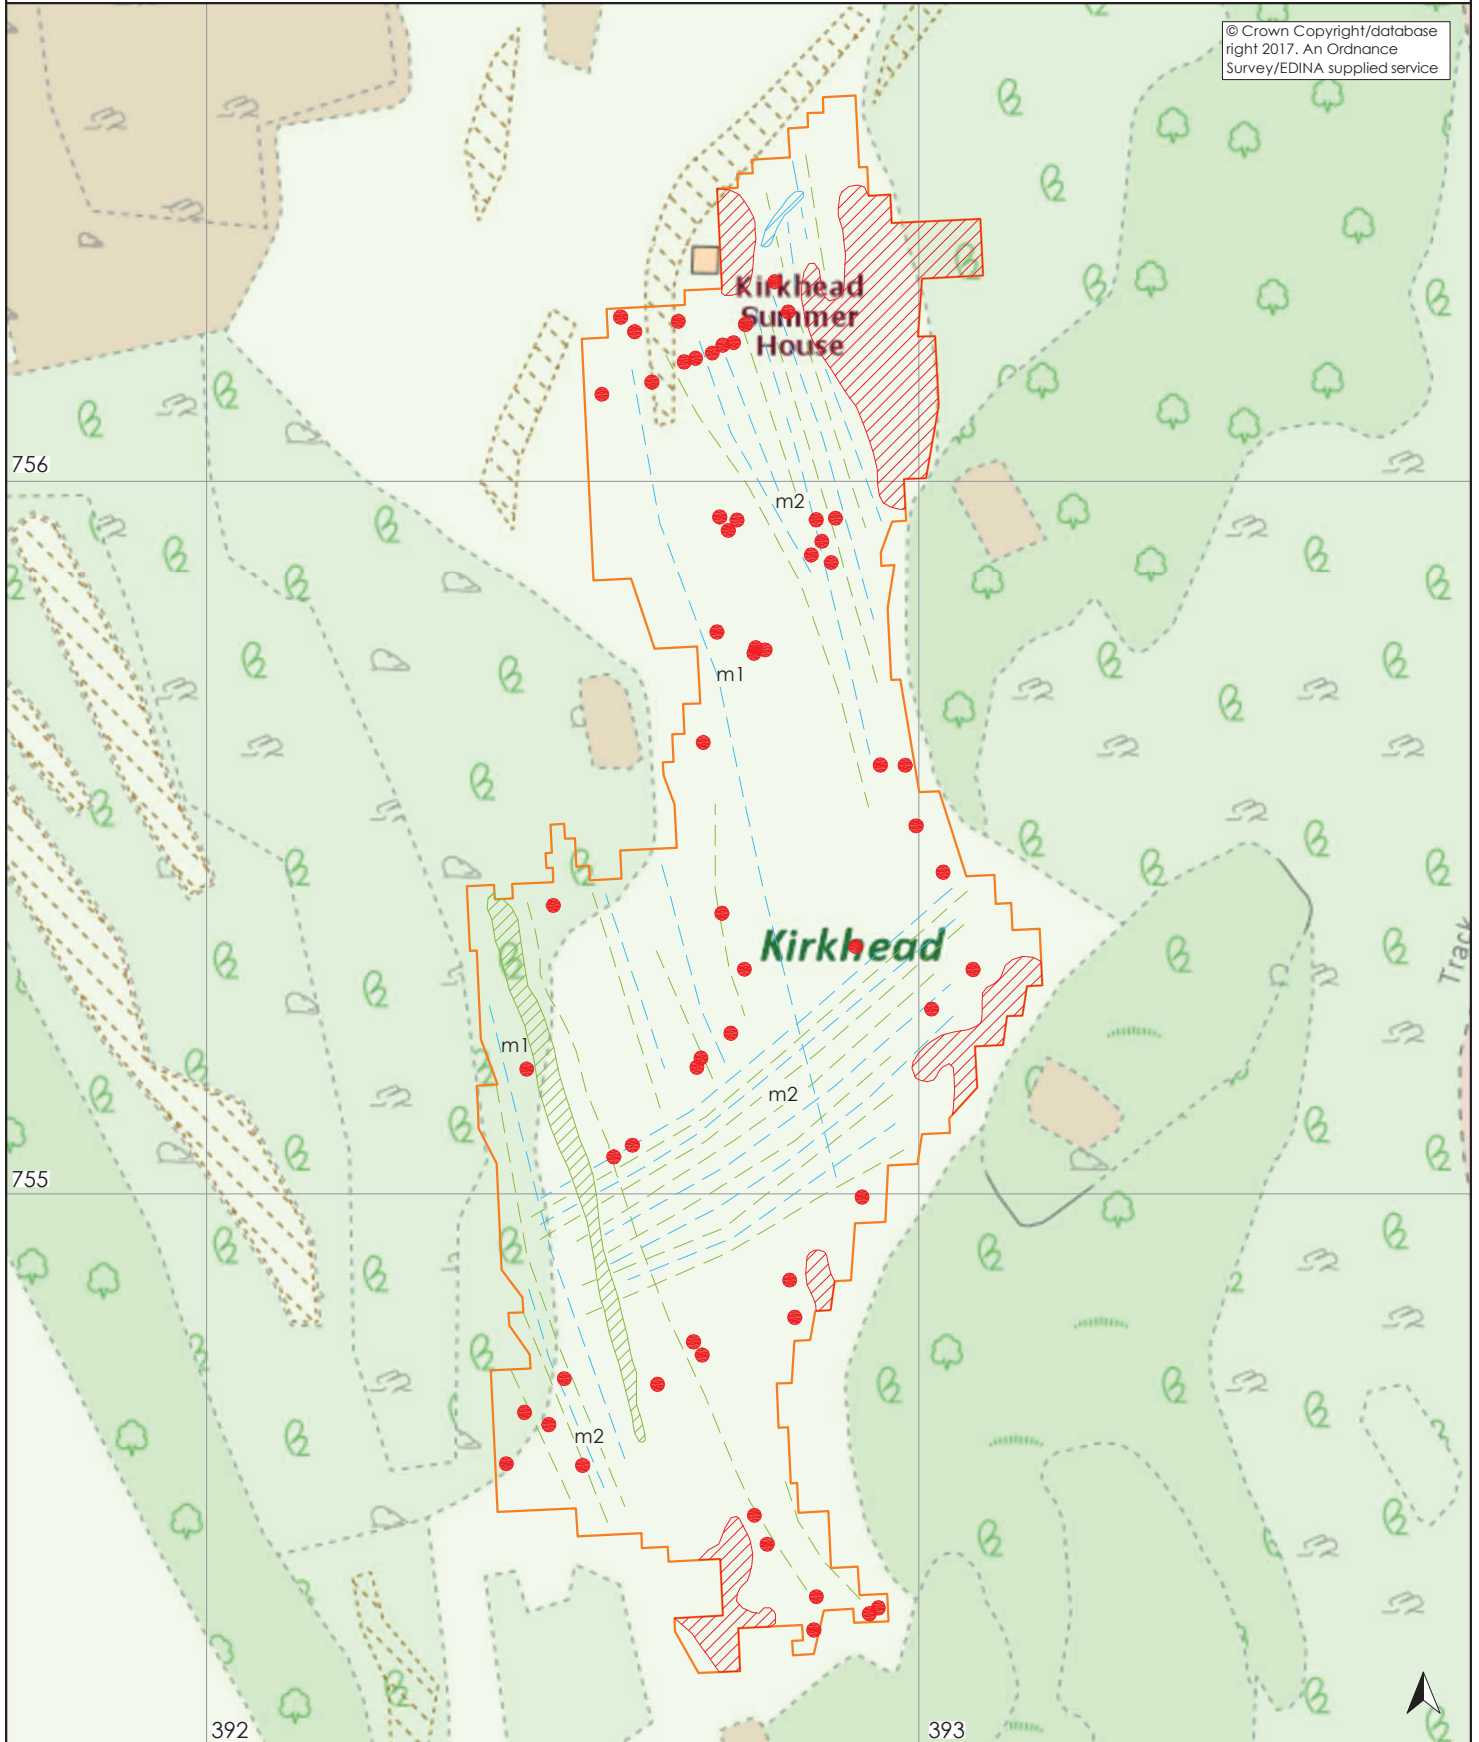 © Crown Copyright/database
right 2017. An Ordnance
Survey/EDINA supplied service
Kirkhead
Summer
House
756
m2
m1
Kirkhead
Track
m1
m2
755
m2
392
393